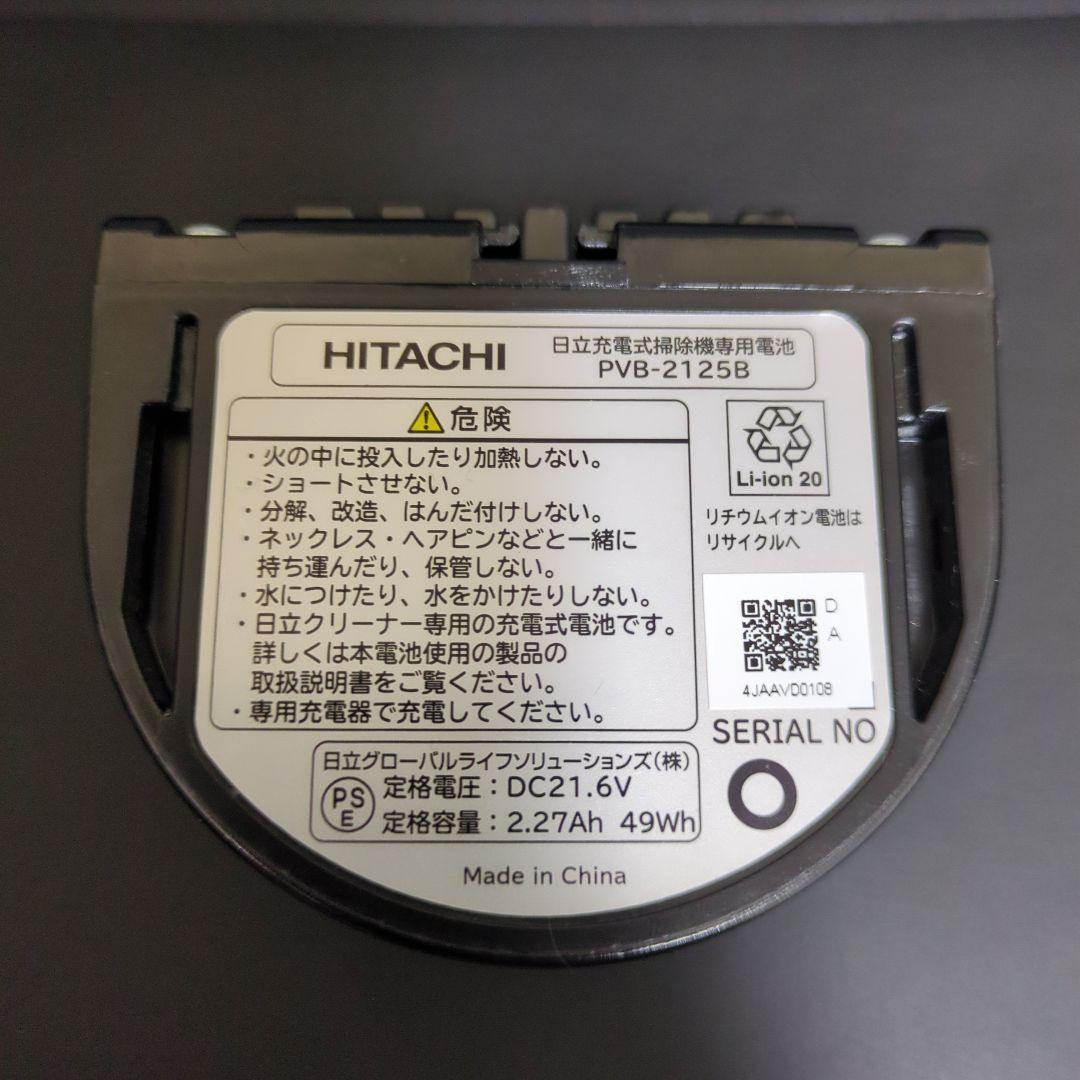 HITACHI
日立充電式掃除機専用電池
PVB-2125B
危険
・火の中に投入したり加熱しない。
・ショートさせない。
・分解、改造、はんだ付けしない。
・ネックレス・ヘアピンなどと一緒に
持ち運んだり、保管しない。
・水につけたり、水をかけたりしない。
・日立クリーナー専用の充電式電池です。
詳しくは本電池使用の製品の
取扱説明書をご覧ください。
・専用充電器で充電してください。
Li-ion 20
リチウムイオン電池は
リサイクルへ
D
A
4JAAVD0108
SERIAL NO
日立グローバルライフソリューションズ(株)
PS
E
定格電圧：DC21.6V
定格容量：2.27Ah 49Wh
Made in China